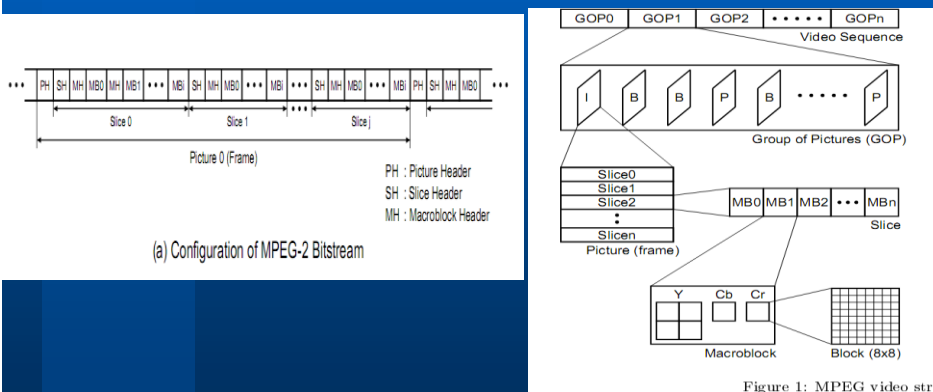 ••• PH SH MH MB0 MH MB1 ••• MBi SH MH MB0 ••• MBi ••• SH MH MB0 ••• MBi PH SH MH MB0 •••
Slice 0 Slice 1 ••• Slice j
Picture 0 (Frame)
PH : Picture Header
SH : Slice Header
MH : Macroblock Header
(a) Configuration of MPEG-2 Bitstream
GOP0 GOP1 GOP2 ••••• GOPn
Video Sequence
I B B P B ••••• P
Group of Pictures (GOP)
Slice0
Slice1
Slice2
Slicen
Picture (frame)
MB0 MB1 MB2 ••• MBn
Slice
Y Cb Cr
Macroblock
Block (8x8)
Figure 1: MPEG video str